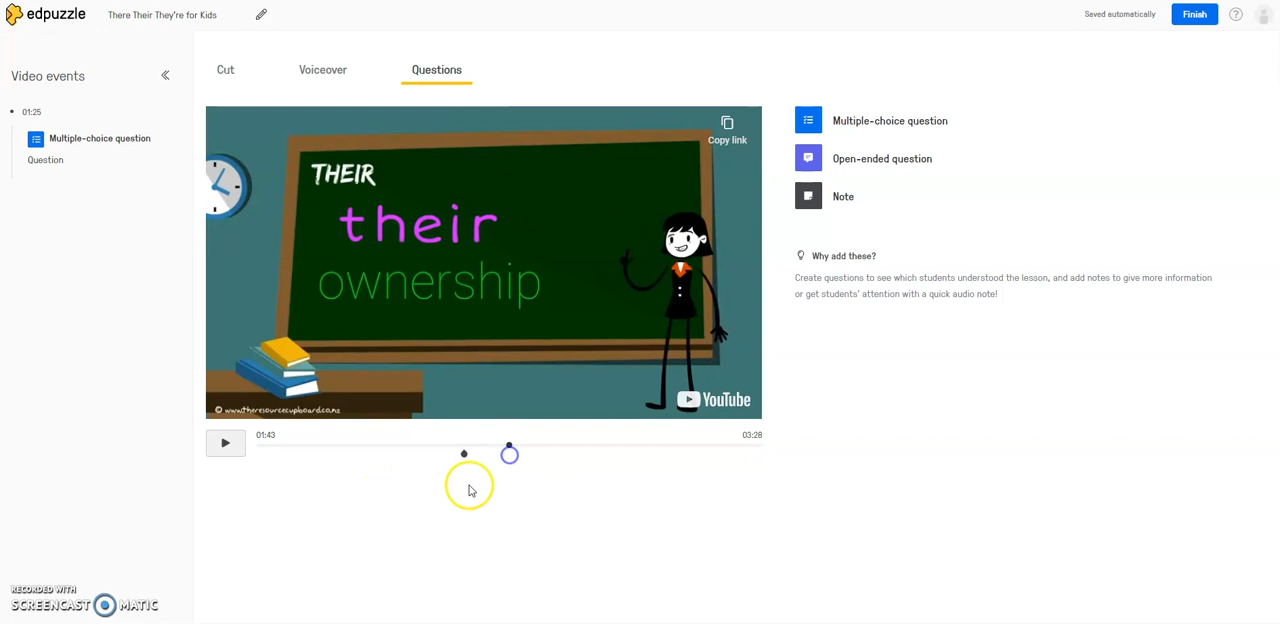 edpuzzle
There Their They're for Kids
Saved automatically
Finish
?
Video events
Cut
Voiceover
Questions
01:25
Multiple-choice question
Question
Copy link
THEIR
their
ownership
© www.theresourcecupboard.co.nz
YouTube
01:43
03:28
Multiple-choice question
Open-ended question
Note
Why add these?
Create questions to see which students understood the lesson, and add notes to give more information
or get students' attention with a quick audio note!
RECORDED WITH
SCREENCAST MATIC